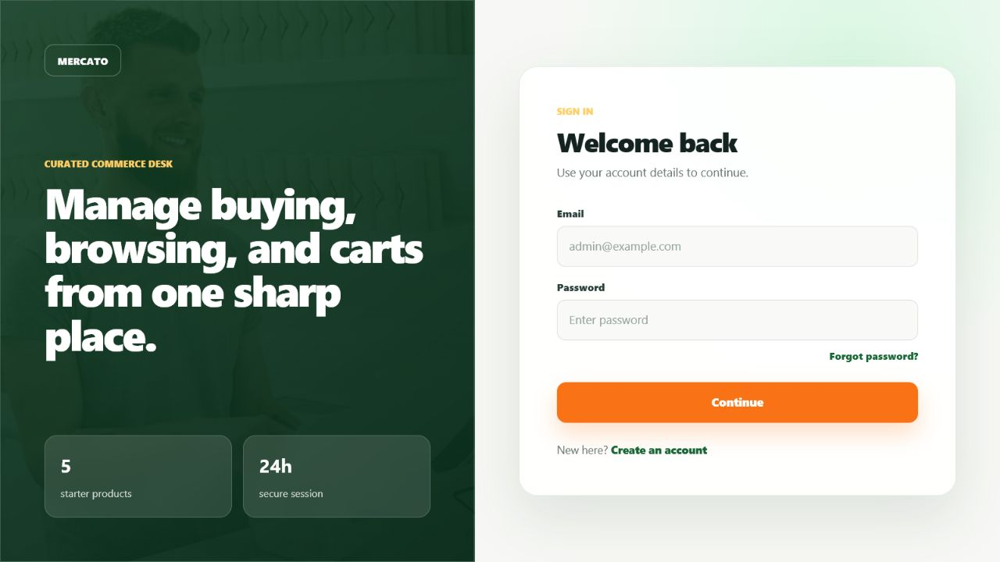 MERCATO
CURATED COMMERCE DESK
Manage buying,
browsing, and carts
from one sharp
place.
5
starter products
24h
secure session
SIGN IN
Welcome back
Use your account details to continue.
Email
admin@example.com
Password
Enter password
Forgot password?
Continue
New here? Create an account